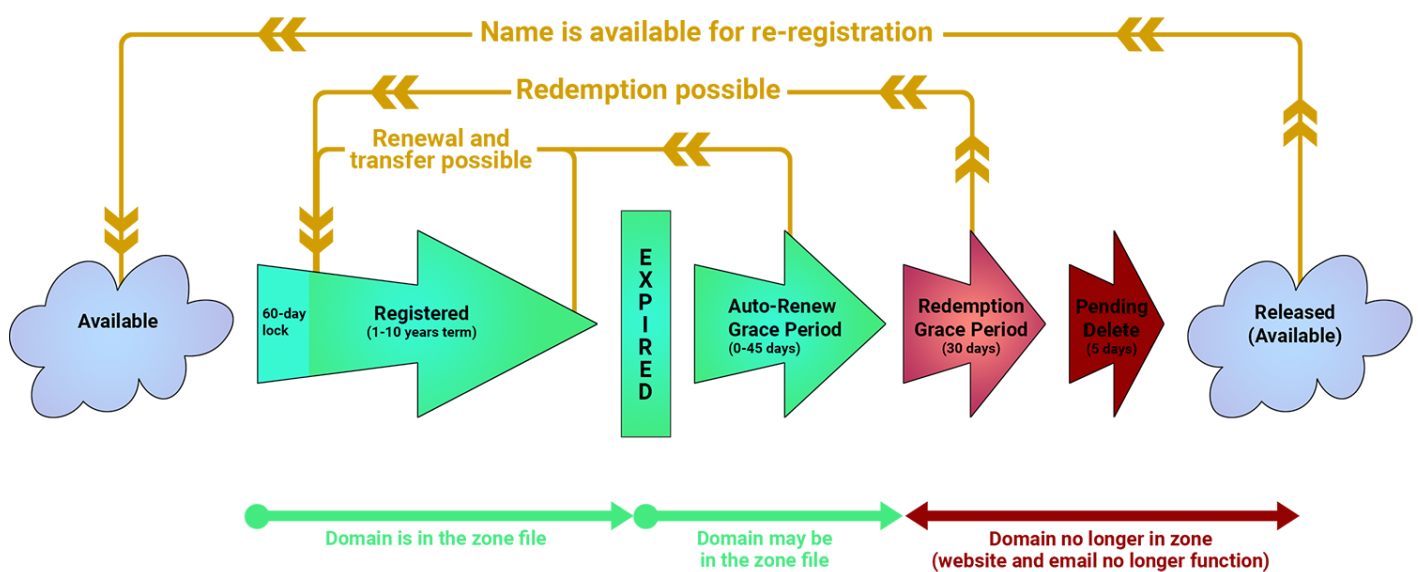 Name is available for re-registration
Redemption possible
Renewal and
transfer possible
Available
60-day
lock
Registered
(1-10 years term)
EXPIRED
Auto-Renew
Grace Period
(0-45 days)
Redemption
Grace Period
(30 days)
Pending
Delete
(5 days)
Released
(Available)
Domain is in the zone file
Domain may be
in the zone file
Domain no longer in zone
(website and email no longer function)